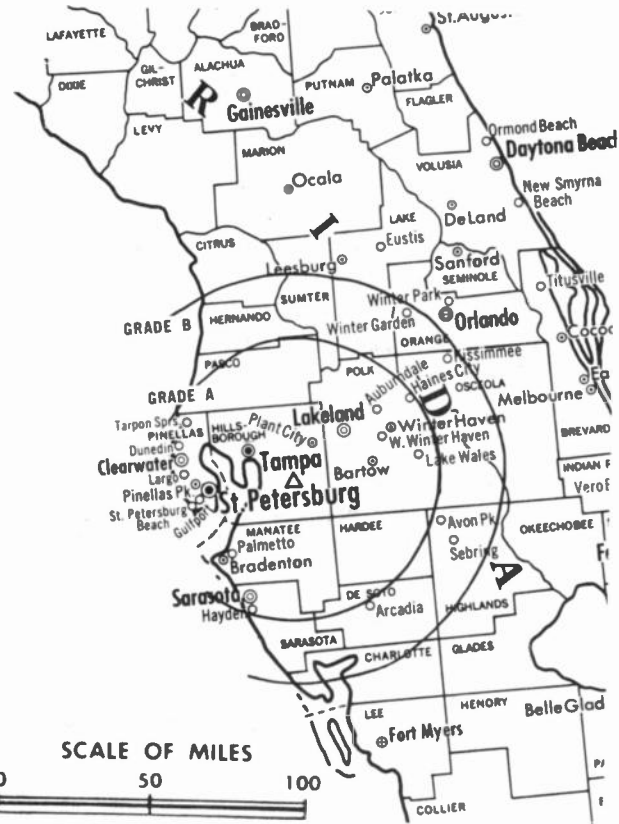 St.August
LAFAYETTE
BRAD-
FORD
GIL-
CHRIST
ALACHUA
DIXIE
PUTNAM
Palatka
R
Gainesville
FLAGLER
LEVY
Ormond Beach
Daytona Beach
MARION
VOLUSIA
Ocala
New Smyrna
Beach
LAKE
DeLand
I
CITRUS
Eustis
Leesburg
Sanford
SEMINOLE
Titusville
SUMTER
Winter Park
GRADE B
HERNANDO
Winter Garden
Orlando
ORANGE
Coco
PASCO
POLK
Kissimmee
Auburndale
Haines City
OSCEOLA
Ea
Melbourne
GRADE A
D
Tarpon Sprs.
PINELLAS
HILLS-
BOROUGH
Plant City
Lakeland
Winter Haven
BREVARD
Dunedin
W. Winter Haven
Clearwater
Tampa
Bartow
Lake Wales
INDIAN R
Largo
Pinellas Pk
St. Petersburg
Vero B
St. Petersburg
Beach
Gulfport
MANATEE
HARDEE
Avon Pk.
OKEECHOBEE
Palmetto
Sebring
Bradenton
F
A
Sarasota
DE SOTO
Hayden
Arcadia
HIGHLANDS
SARASOTA
CHARLOTTE
GLADES
LEE
HENDRY
Belle Glad
Fort Myers
SCALE OF MILES
0 50 100
COLLIER